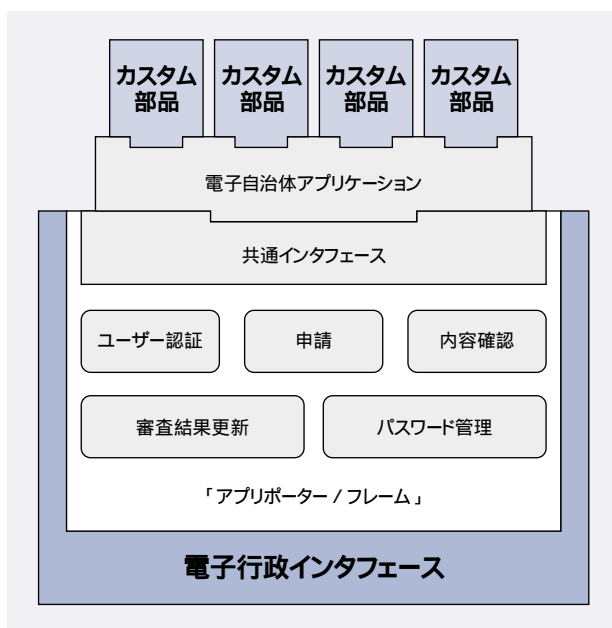 カスタム カスタム カスタム カスタム
部品 部品 部品 部品
電子自治体アプリケーション
共通インタフェース
ユーザー認証 申請 内容確認
審査結果更新 パスワード管理
「アプリポーター / フレーム」
電子行政インタフェース